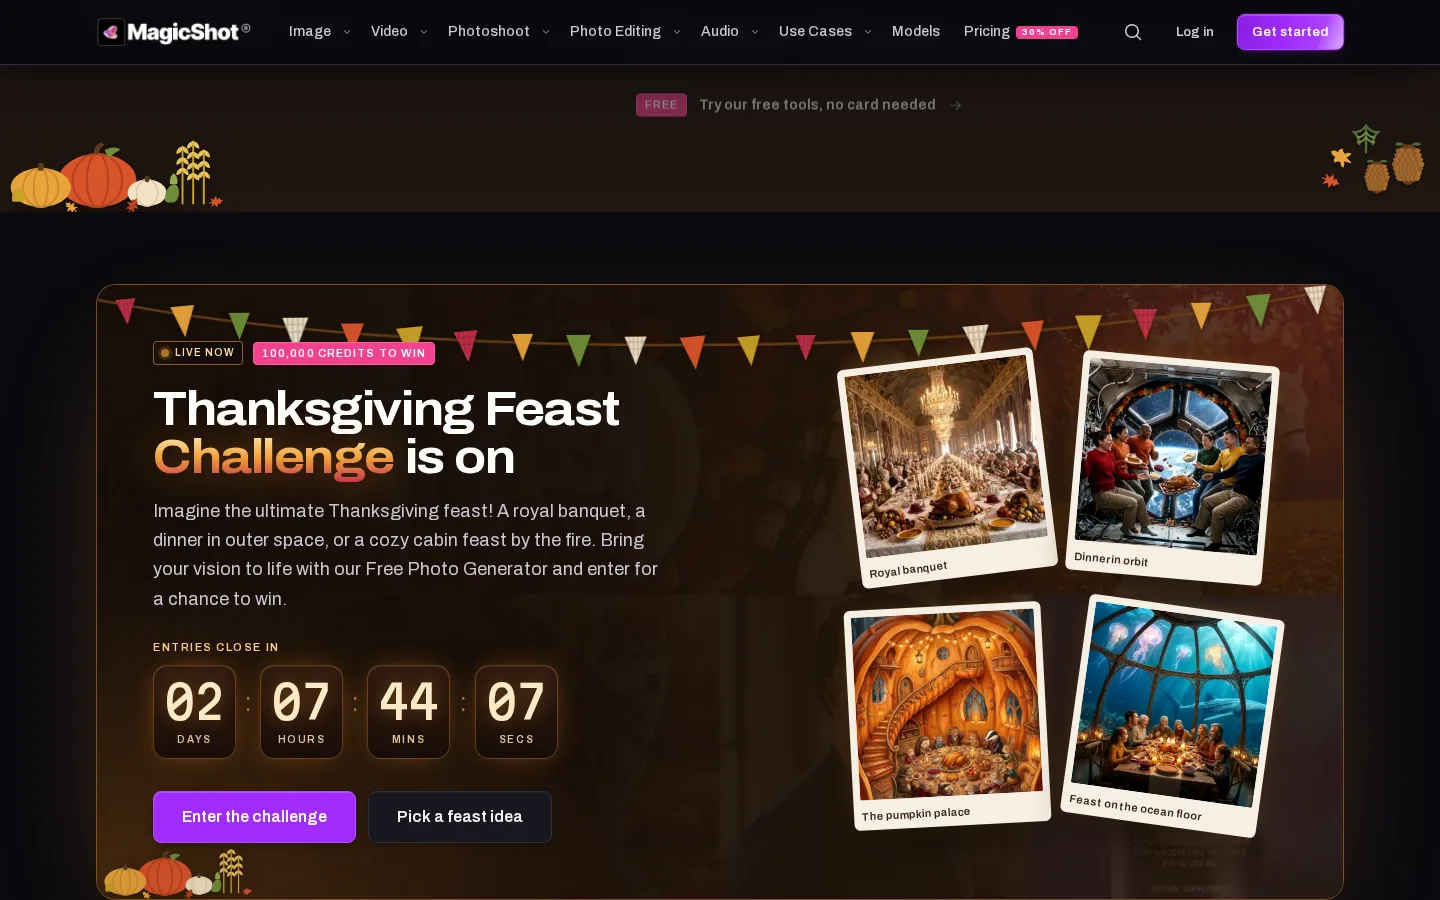 MagicShot®
Image
Video
Photoshoot
Photo Editing
Audio
Use Cases
Models
Pricing 30% OFF
Log in
Get started
FREE Try our free tools, no card needed →
LIVE NOW
100,000 CREDITS TO WIN
Thanksgiving Feast
Challenge is on
Imagine the ultimate Thanksgiving feast! A royal banquet, a
dinner in outer space, or a cozy cabin feast by the fire. Bring
your vision to life with our Free Photo Generator and enter for
a chance to win.
ENTRIES CLOSE IN
02 : 07 : 44 : 07
DAYS HOURS MINS SECS
Enter the challenge
Pick a feast idea
Royal banquet
Dinner in orbit
The pumpkin palace
Feast on the ocean floor
DIETARY SUPPLEMENT